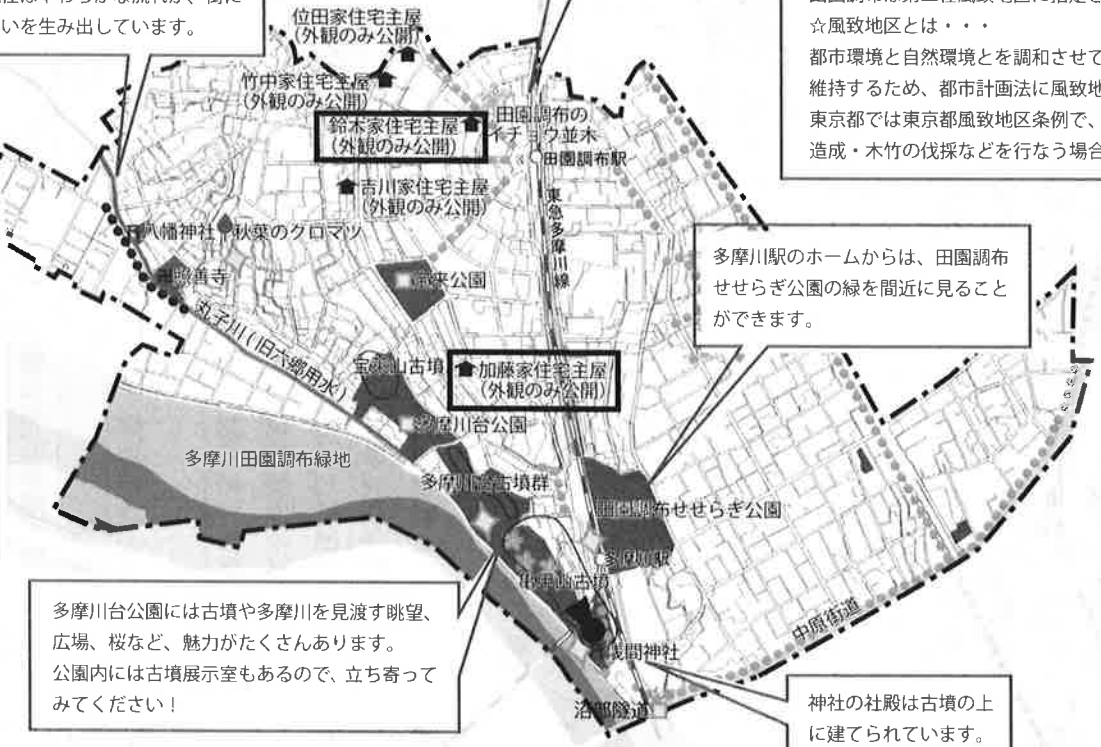 いを生み出しています。
☆風致地区とは・・・
都市環境と自然環境とを調和させて
維持するため、都市計画法に風致地
東京都では東京都風致地区条例で、
造成・木竹の伐採などを行なう場合
位田家住宅主屋
(外観のみ公開)
竹中家住宅主屋
(外観のみ公開)
鈴木家住宅主屋
(外観のみ公開)
田園調布の
イチョウ並木
田園調布駅
吉川家住宅主屋
(外観のみ公開)
東急多摩川線
八幡神社
秋葉のクロマツ
照善寺
宝来公園
多摩川駅のホームからは、田園調布
せせらぎ公園の緑を間近に見ること
ができます。
丸子川(旧六郷用水)
宝来山古墳
加藤家住宅主屋
(外観のみ公開)
多摩川台公園
多摩川田園調布緑地
多摩川台古墳群
田園調布せせらぎ公園
多摩川駅
亀甲山古墳
中原街道
多摩川台公園には古墳や多摩川を見渡す眺望、
広場、桜など、魅力がたくさんあります。
公園内には古墳展示室もあるので、立ち寄って
みてください！
浅間神社
沼部隧道
神社の社殿は古墳の上
に建てられています。